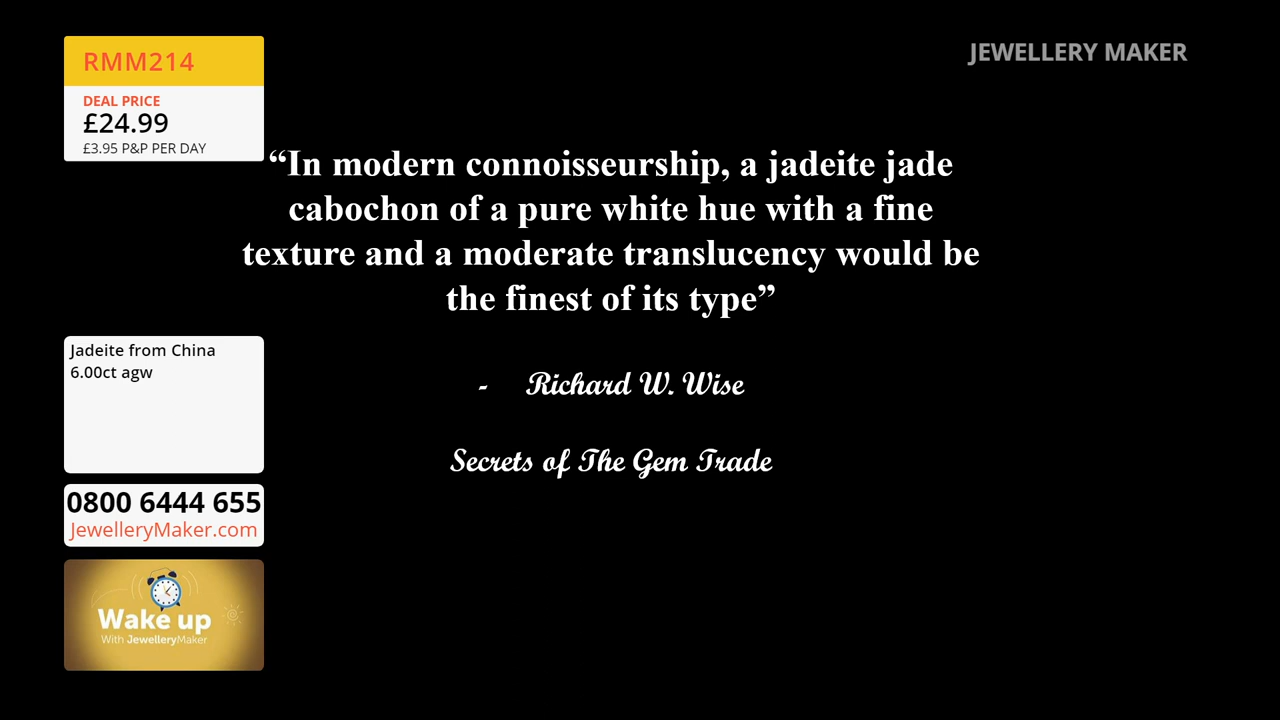 RMM214
DEAL PRICE
£24.99
£3.95 P&P PER DAY
JEWELLERY MAKER
“In modern connoisseurship, a jadeite jade
cabochon of a pure white hue with a fine
texture and a moderate translucency would be
the finest of its type”
- Richard W. Wise
Secrets of The Gem Trade
Jadeite from China
6.00ct agw
0800 6444 655
JewelleryMaker.com
Wake up
With JewelleryMaker